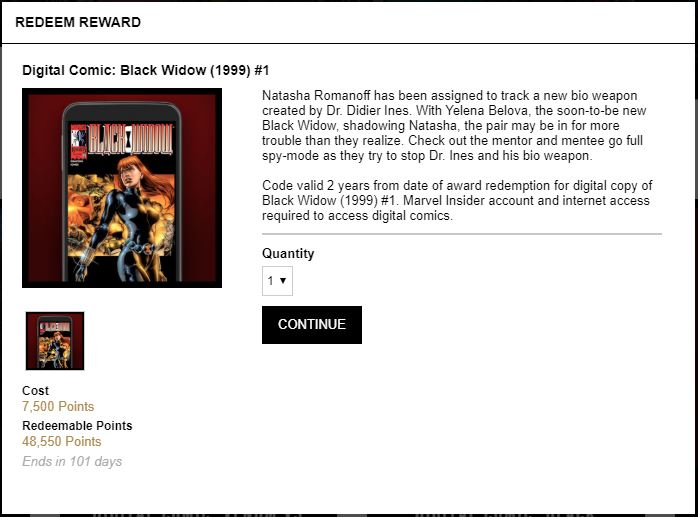 REDEEM REWARD
Digital Comic: Black Widow (1999) #1
BLACK WIDOW
Natasha Romanoff has been assigned to track a new bio weapon
created by Dr. Didier Ines. With Yelena Belova, the soon-to-be new
Black Widow, shadowing Natasha, the pair may be in for more
trouble than they realize. Check out the mentor and mentee go full
spy-mode as they try to stop Dr. Ines and his bio weapon.
Code valid 2 years from date of award redemption for digital copy of
Black Widow (1999) #1. Marvel Insider account and internet access
required to access digital comics.
Quantity
1
CONTINUE
Cost
7,500 Points
Redeemable Points
48,550 Points
Ends in 101 days